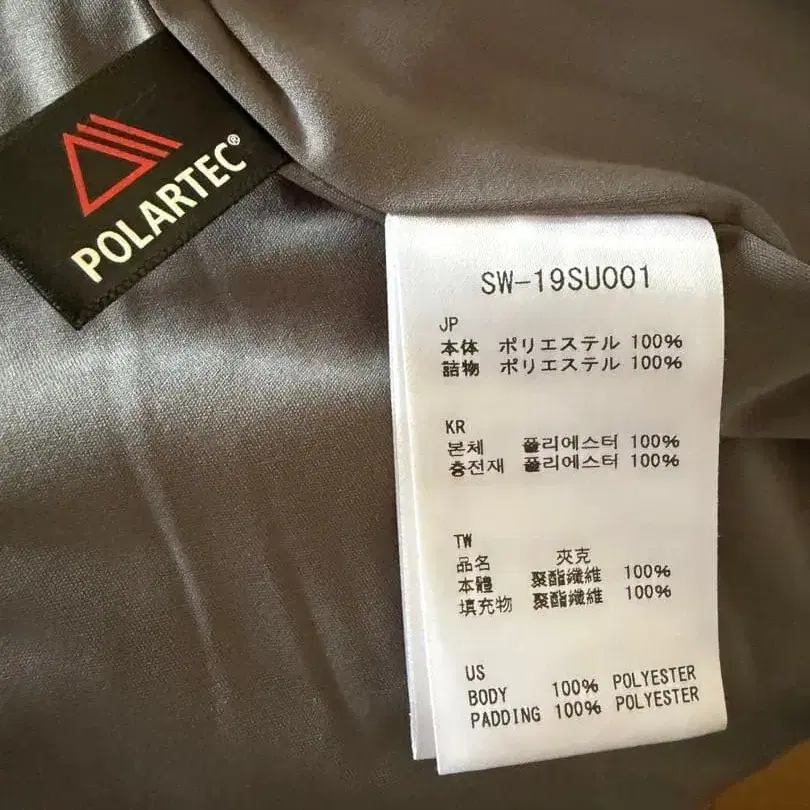 POLARTEC®
SW-19SU001
JP
本体 ポリエステル 100%
詰物 ポリエステル 100%
KR
본체 폴리에스터 100%
충전재 폴리에스터 100%
TW
品名 夾克
本體 聚酯纖維 100%
填充物 聚酯纖維 100%
US
BODY 100% POLYESTER
PADDING 100% POLYESTER